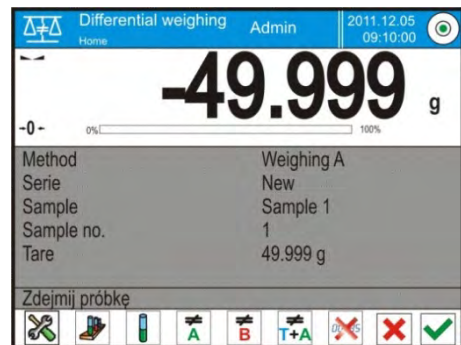 Differential weighing Admin 2011.12.05
Home 09:10:00
-49.999 g
-0- 0% 100%
Method Weighing A
Serie New
Sample Sample 1
Sample no. 1
Tare 49.999 g
Zdejmij próbkę
A B T+A